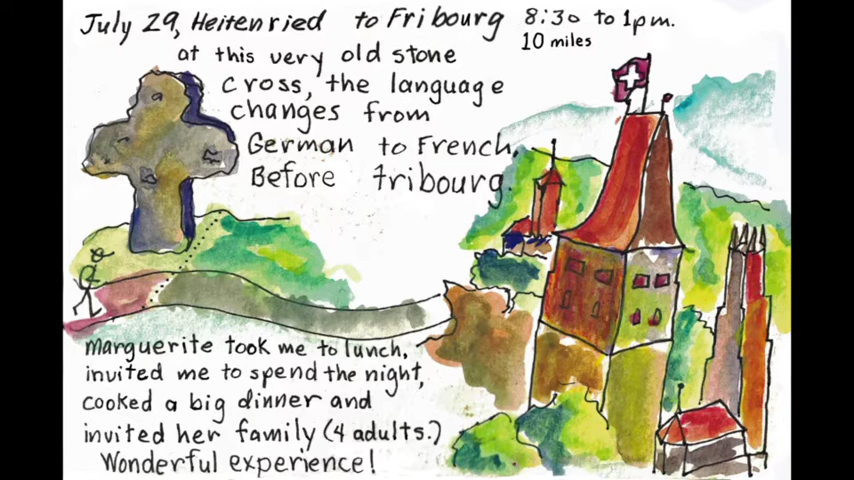 July 29, Heitenried to Fribourg 8:30 to 1pm.
10 miles
at this very old stone
cross, the language
changes from
German to French,
Before fribourg.
marguerite took me to lunch,
invited me to spend the night,
cooked a big dinner and
invited her family (4 adults.)
Wonderful experience!